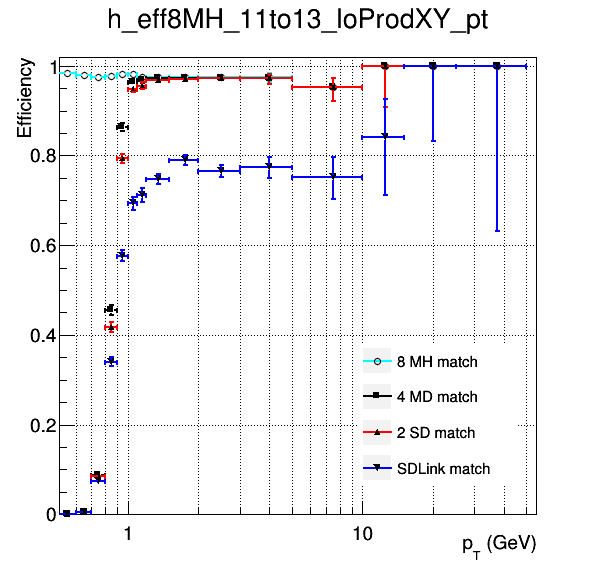 h_eff8MH_11to13_loProdXY_pt
Efficiency
1
0.8
0.6
0.4
0.2
0
8 MH match
4 MD match
2 SD match
SDLink match
1
10
p_T (GeV)